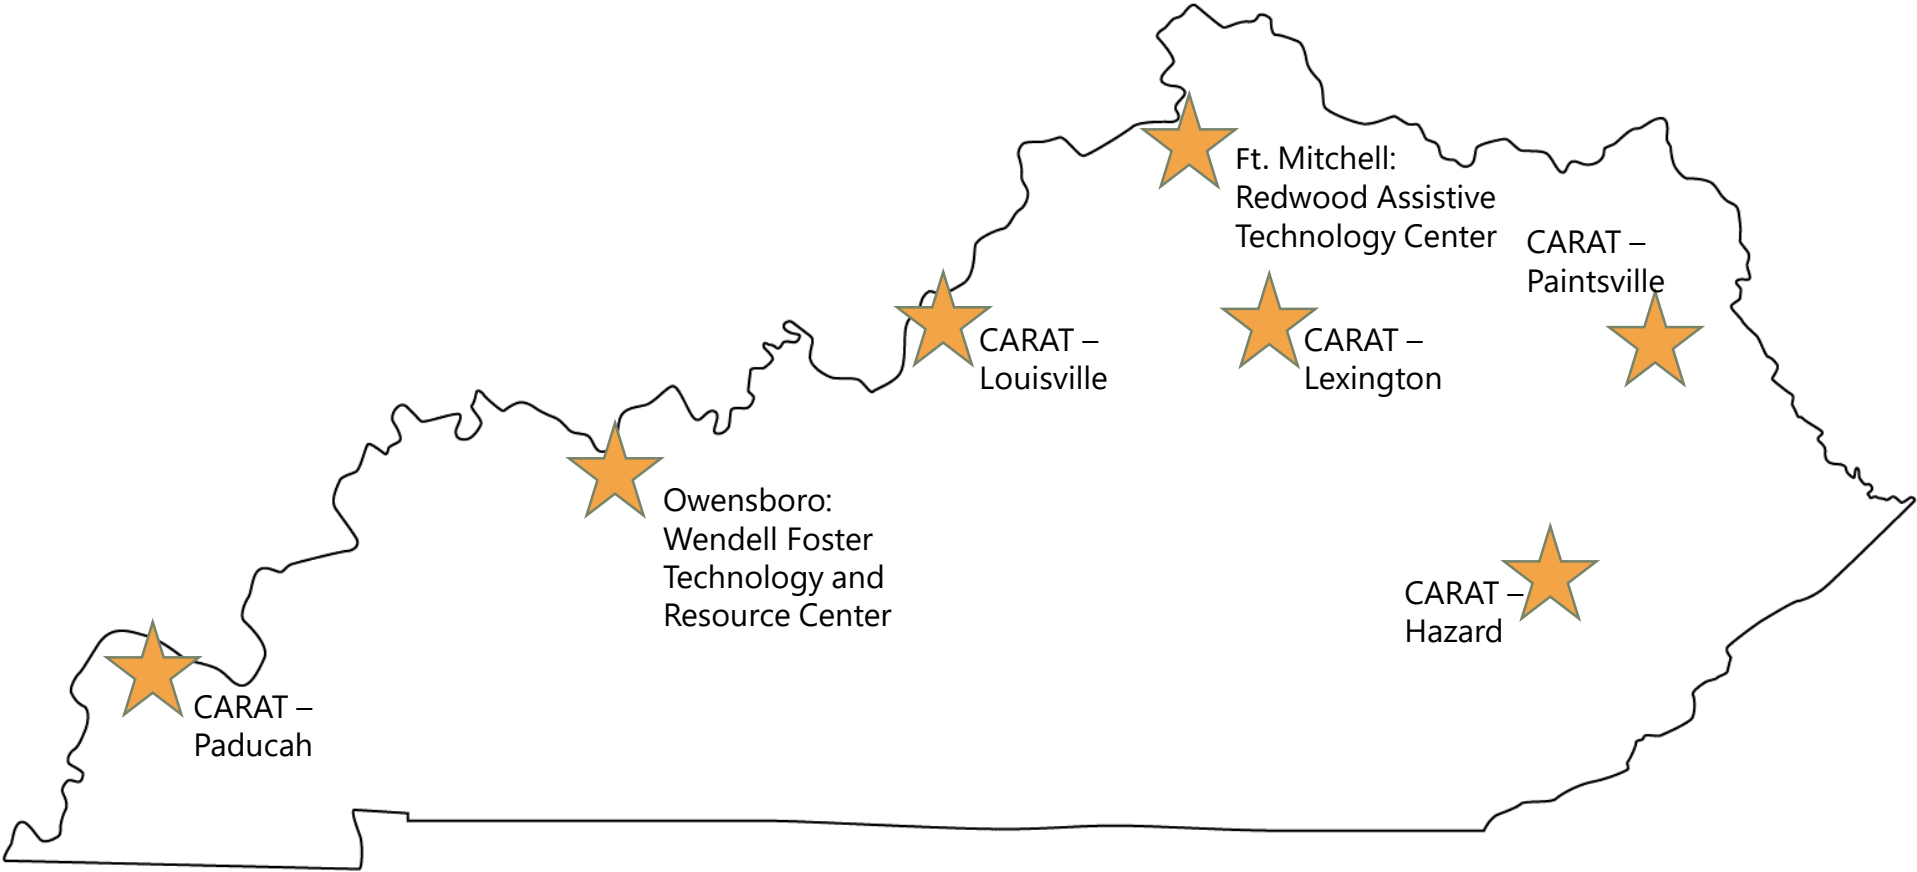 Ft. Mitchell:
Redwood Assistive
Technology Center
CARAT –
Paintsville
CARAT –
Louisville
CARAT –
Lexington
Owensboro:
Wendell Foster
Technology and
Resource Center
CARAT –
Hazard
CARAT –
Paducah